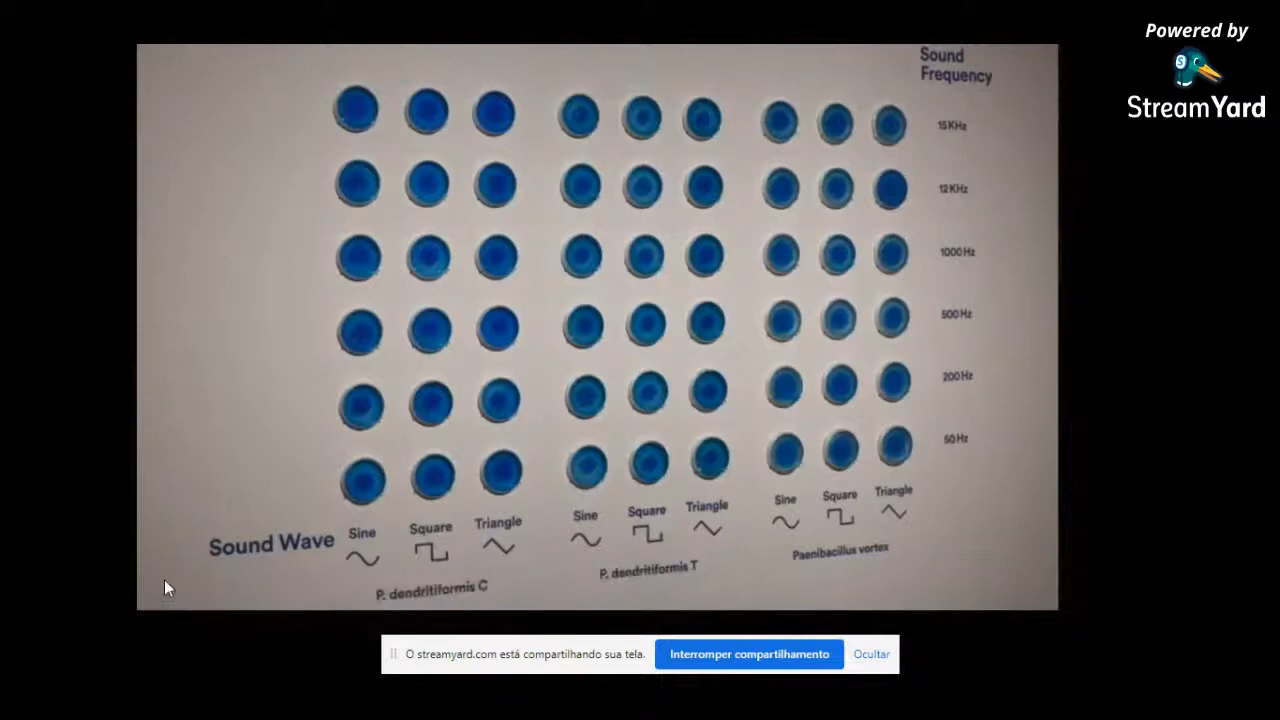 Powered by
StreamYard
Sound
Frequency
15KHz
12KHz
1000Hz
500Hz
200Hz
50Hz
Sound Wave
Sine
Square
Triangle
Sine
Square
Triangle
Sine
Square
Triangle
P. dendritiformis C
P. dendritiformis T
Paenibacillus vortex
O streamyard.com está compartilhando sua tela.
Interromper compartilhamento
Ocultar